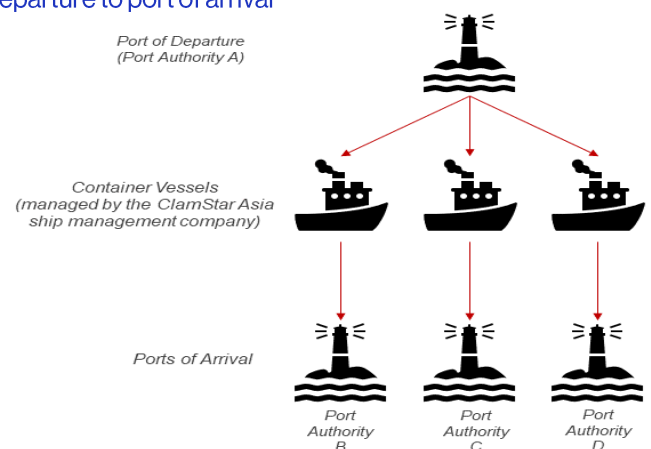 eparture to port of arrival
Port of Departure
(Port Authority A)
Container Vessels
(managed by the ClamStar Asia
ship management company)
Ports of Arrival
Port
Authority
B
Port
Authority
C
Port
Authority
D